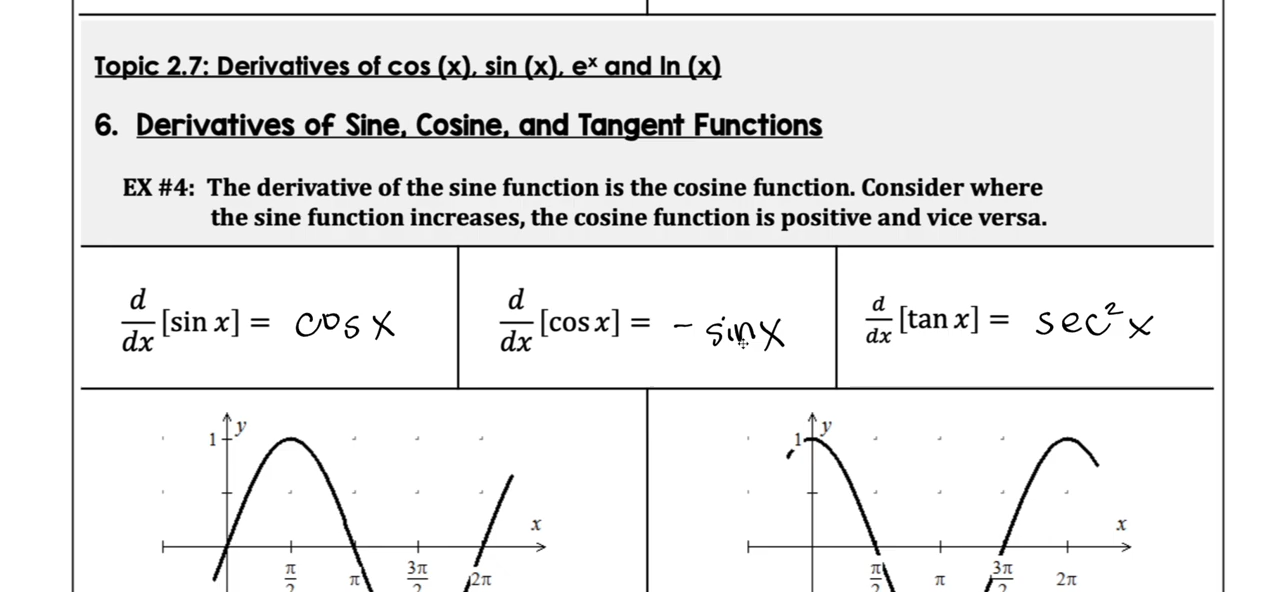 Topic 2.7: Derivatives of cos (x), sin (x), eˣ and ln (x)
6. Derivatives of Sine, Cosine, and Tangent Functions
EX #4: The derivative of the sine function is the cosine function. Consider where
the sine function increases, the cosine function is positive and vice versa.
d/dx [sin x] = cos x
d/dx [cos x] = - sin x
d/dx [tan x] = sec² x
y
1
x
π/2
π
3π/2
2π
y
1
x
π/2
π
3π/2
2π